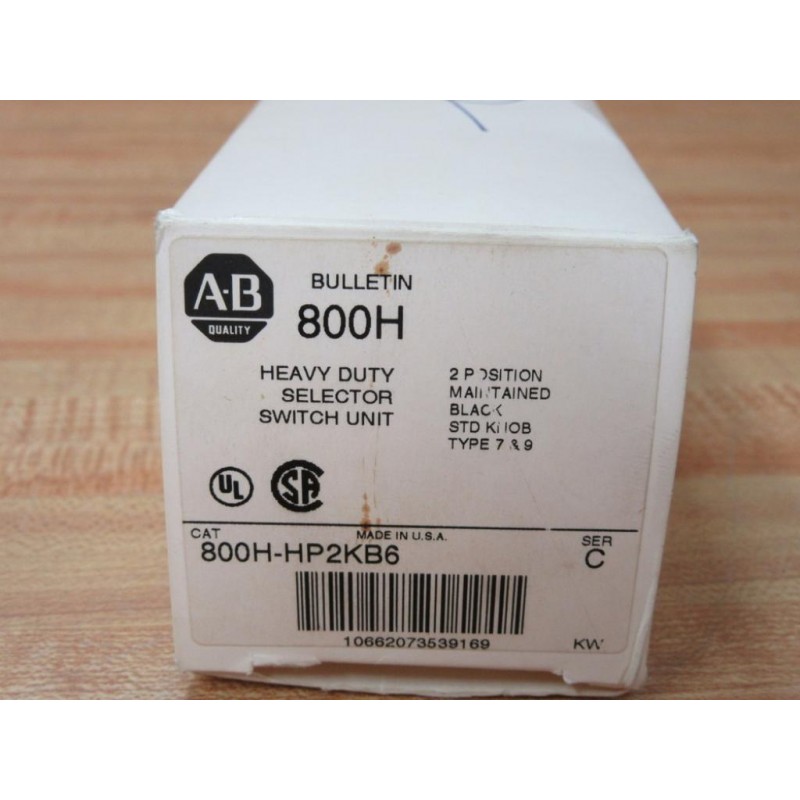 A-B
QUALITY
BULLETIN
800H
HEAVY DUTY
SELECTOR
SWITCH UNIT
2 POSITION
MAINTAINED
BLACK
STD KNOB
TYPE 7 & 9
UL
SA
CAT
MADE IN U.S.A.
SER
800H-HP2KB6
C
10662073539169
KW